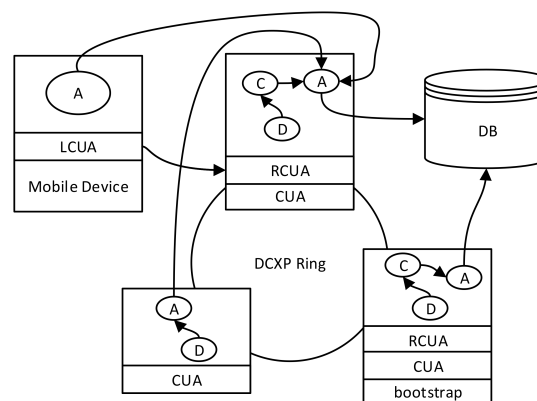 A
LCUA
Mobile Device
C
A
D
RCUA
CUA
DB
DCXP Ring
A
D
CUA
C
A
D
RCUA
CUA
bootstrap